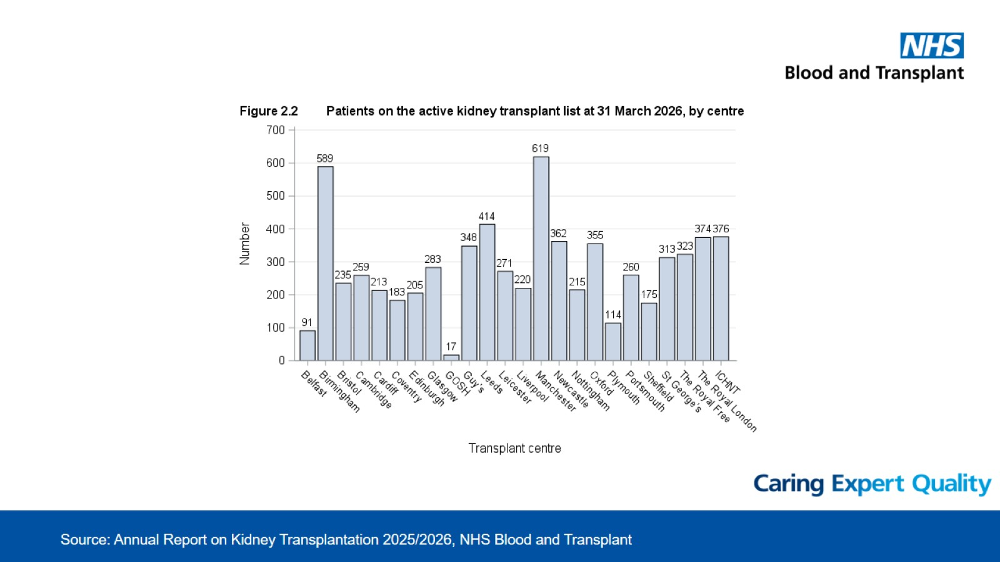 NHS
Blood and Transplant
Figure 2.2 Patients on the active kidney transplant list at 31 March 2026, by centre
700
600
500
400
300
200
100
0
Number
91
589
235
259
213
183
205
283
17
348
414
271
220
619
362
215
355
114
260
175
313
323
374
376
Belfast
Birmingham
Bristol
Cambridge
Cardiff
Coventry
Edinburgh
Glasgow
GOSH
Guy's
Leeds
Leicester
Liverpool
Manchester
Newcastle
Nottingham
Oxford
Plymouth
Portsmouth
Sheffield
St George's
The Royal Free
The Royal London
ICHNT
Transplant centre
Caring Expert Quality
Source: Annual Report on Kidney Transplantation 2025/2026, NHS Blood and Transplant